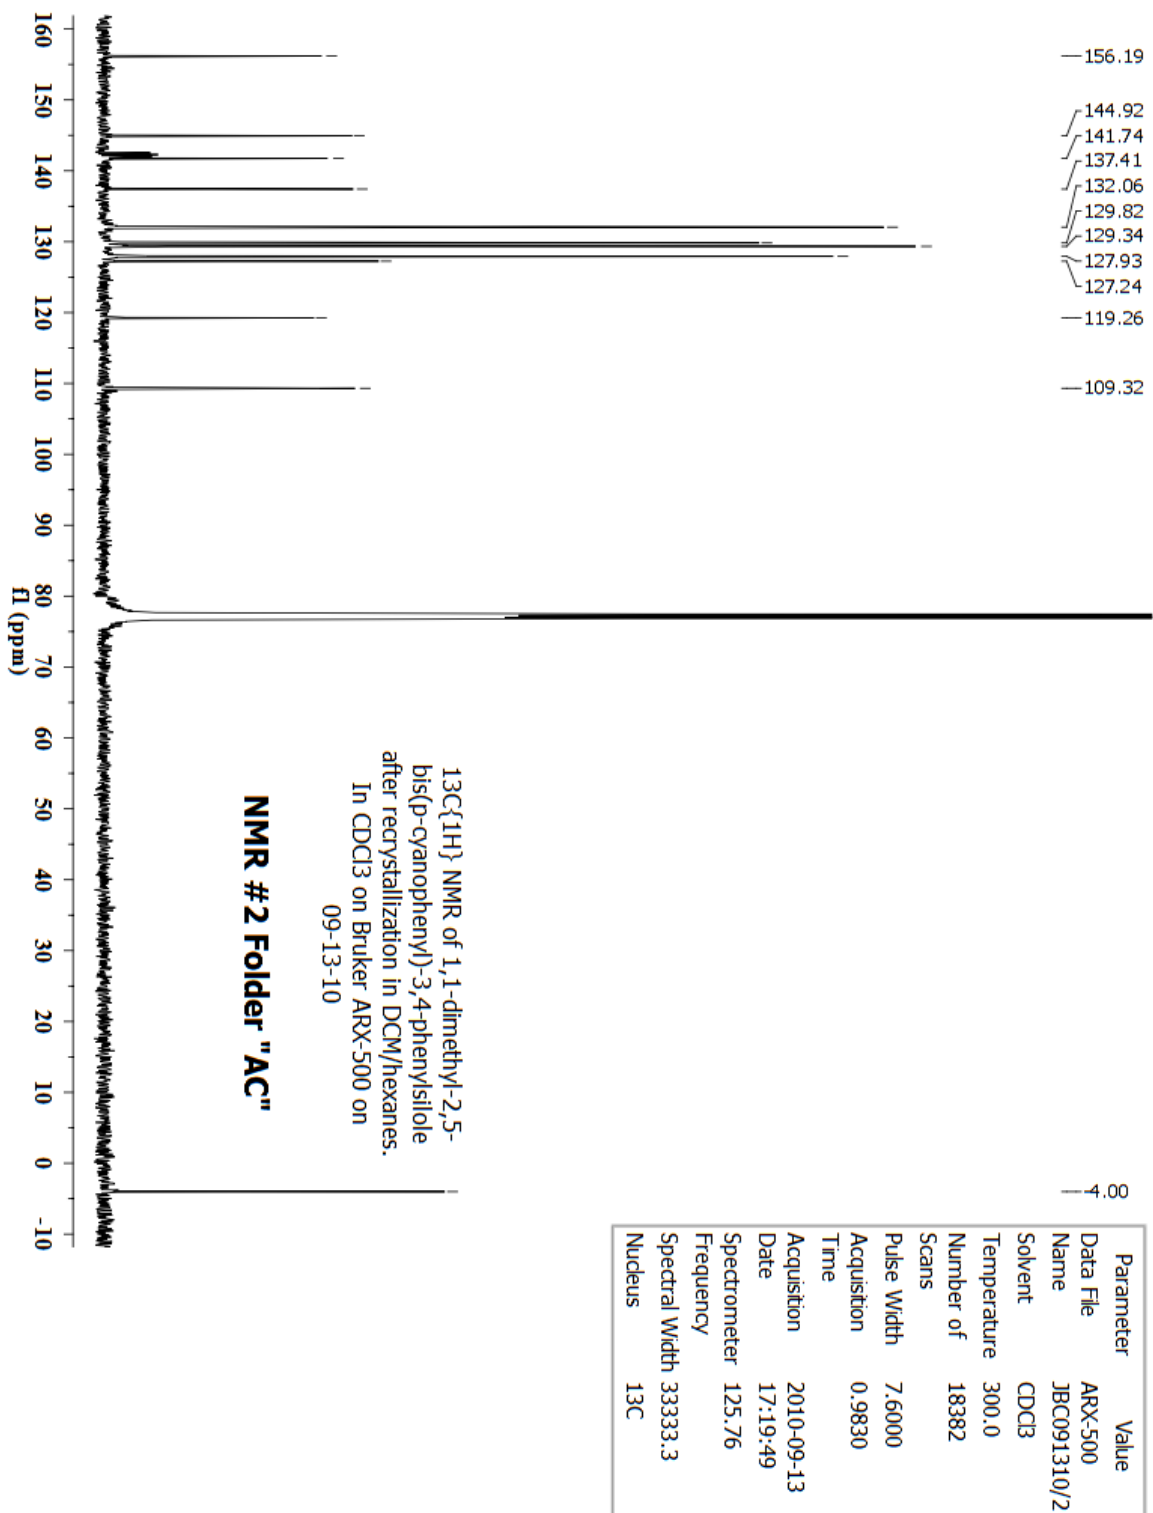 156.19
144.92
141.74
137.41
132.06
129.82
129.34
127.93
127.24
119.26
109.32
-4.00
Parameter Value
Data File ARX-500
Name JBC091310/2
Solvent CDCl3
Temperature 300.0
Number of 18382
Scans
Pulse Width 7.6000
Acquisition 0.9830
Time
Acquisition 2010-09-13
Date 17:19:49
Spectrometer 125.76
Frequency
Spectral Width 33333.3
Nucleus 13C
13C{1H} NMR of 1,1-dimethyl-2,5-
bis(p-cyanophenyl)-3,4-phenylsilole
after recrystallization in DCM/hexanes.
In CDCl3 on Bruker ARX-500 on
09-13-10
NMR #2 Folder "AC"
160 150 140 130 120 110 100 90 80 70 60 50 40 30 20 10 0 -10
f1 (ppm)